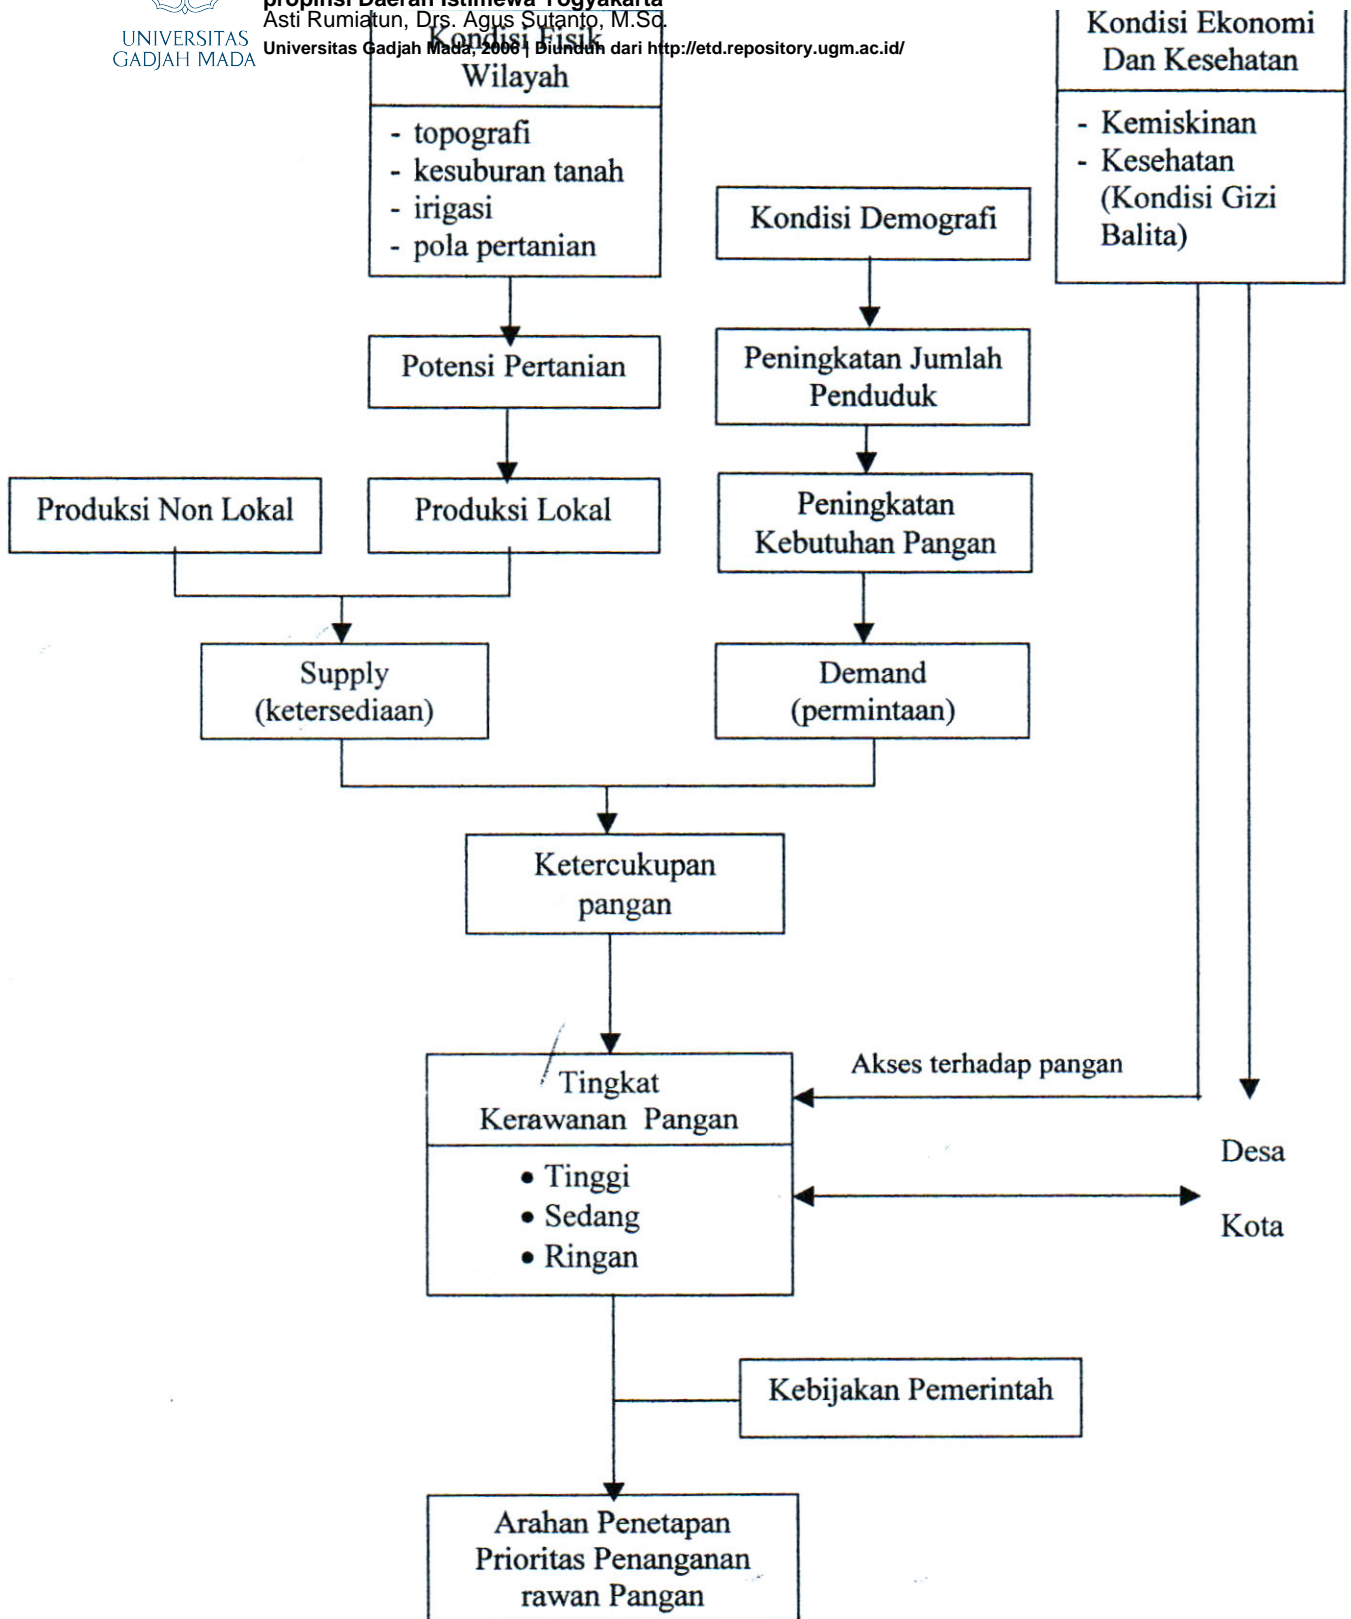 propinsi Daerah Istimewa Yogyakarta
Asti Rumiatun, Drs. Agus Sutanto, M.Sc.
UNIVERSITAS
GADJAH MADA
Universitas Gadjah Mada, 2006 | Diunduh dari http://etd.repository.ugm.ac.id/
Kondisi Fisik
Wilayah
- topografi
- kesuburan tanah
- irigasi
- pola pertanian
Kondisi Ekonomi
Dan Kesehatan
- Kemiskinan
- Kesehatan
(Kondisi Gizi
Balita)
Kondisi Demografi
Potensi Pertanian
Peningkatan Jumlah
Penduduk
Produksi Non Lokal
Produksi Lokal
Peningkatan
Kebutuhan Pangan
Supply
(ketersediaan)
Demand
(permintaan)
Ketercukupan
pangan
Tingkat
Kerawanan Pangan
• Tinggi
• Sedang
• Ringan
Akses terhadap pangan
Desa
Kota
Kebijakan Pemerintah
Arahan Penetapan
Prioritas Penanganan
rawan Pangan